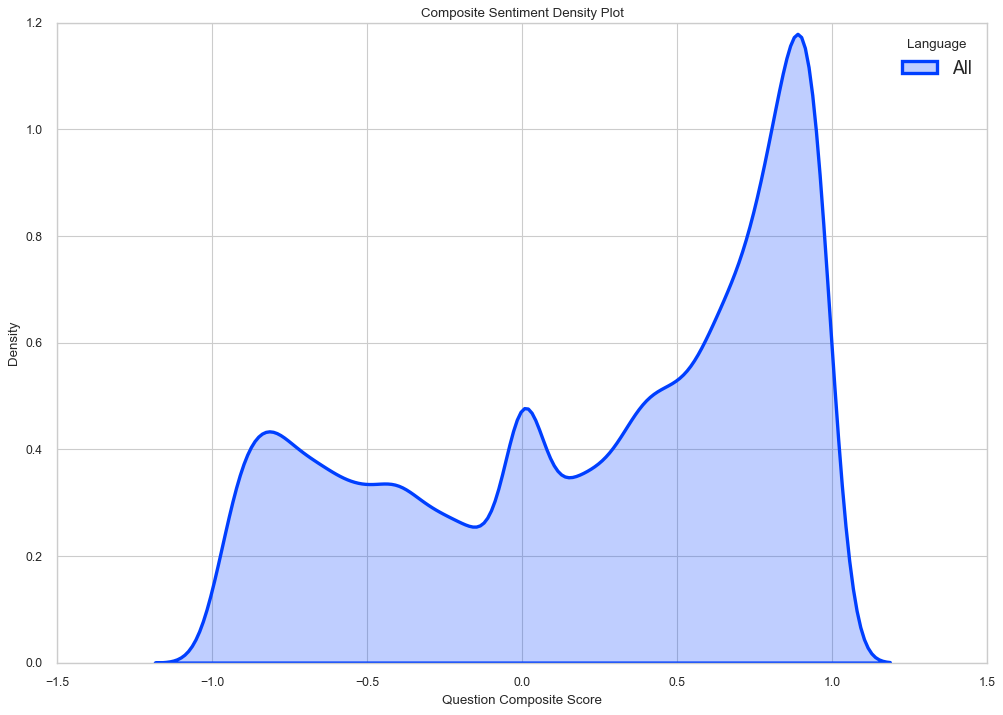 Composite Sentiment Density Plot
Language
All
Density
1.2
1.0
0.8
0.6
0.4
0.2
0.0
−1.5 −1.0 −0.5 0.0 0.5 1.0 1.5
Question Composite Score